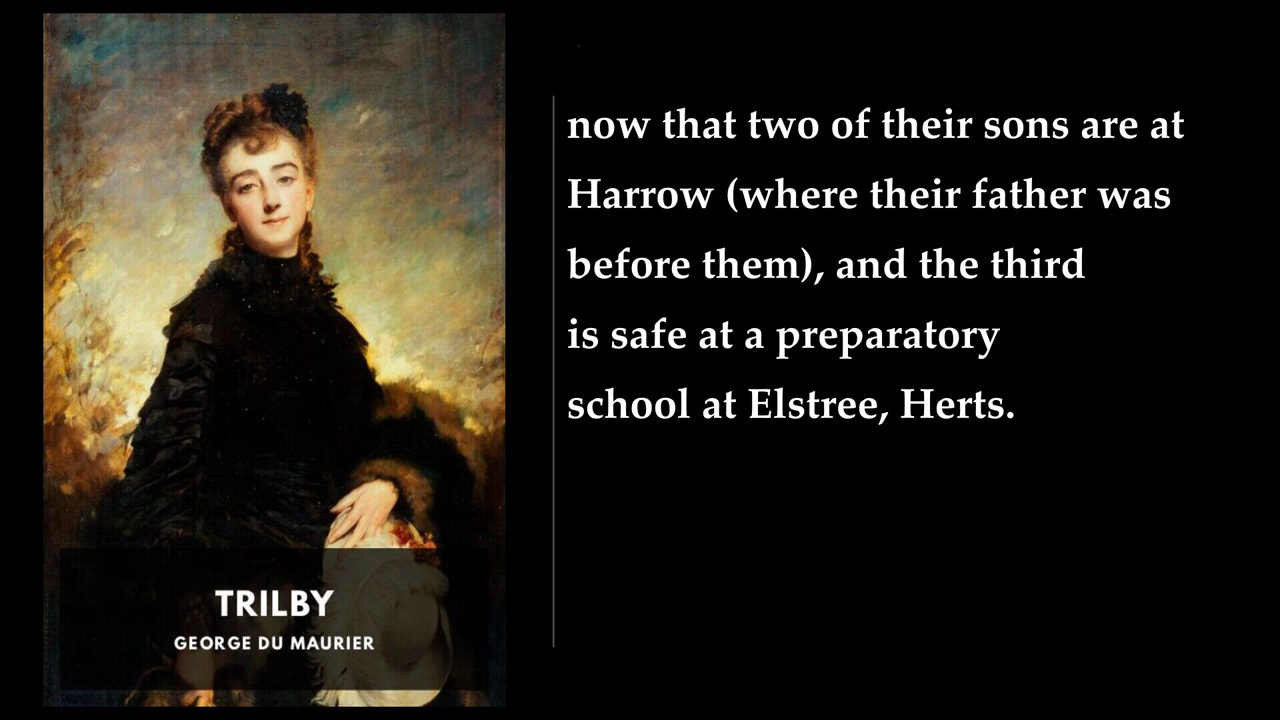 TRILBY
GEORGE DU MAURIER
now that two of their sons are at
Harrow (where their father was
before them), and the third
is safe at a preparatory
school at Elstree, Herts.